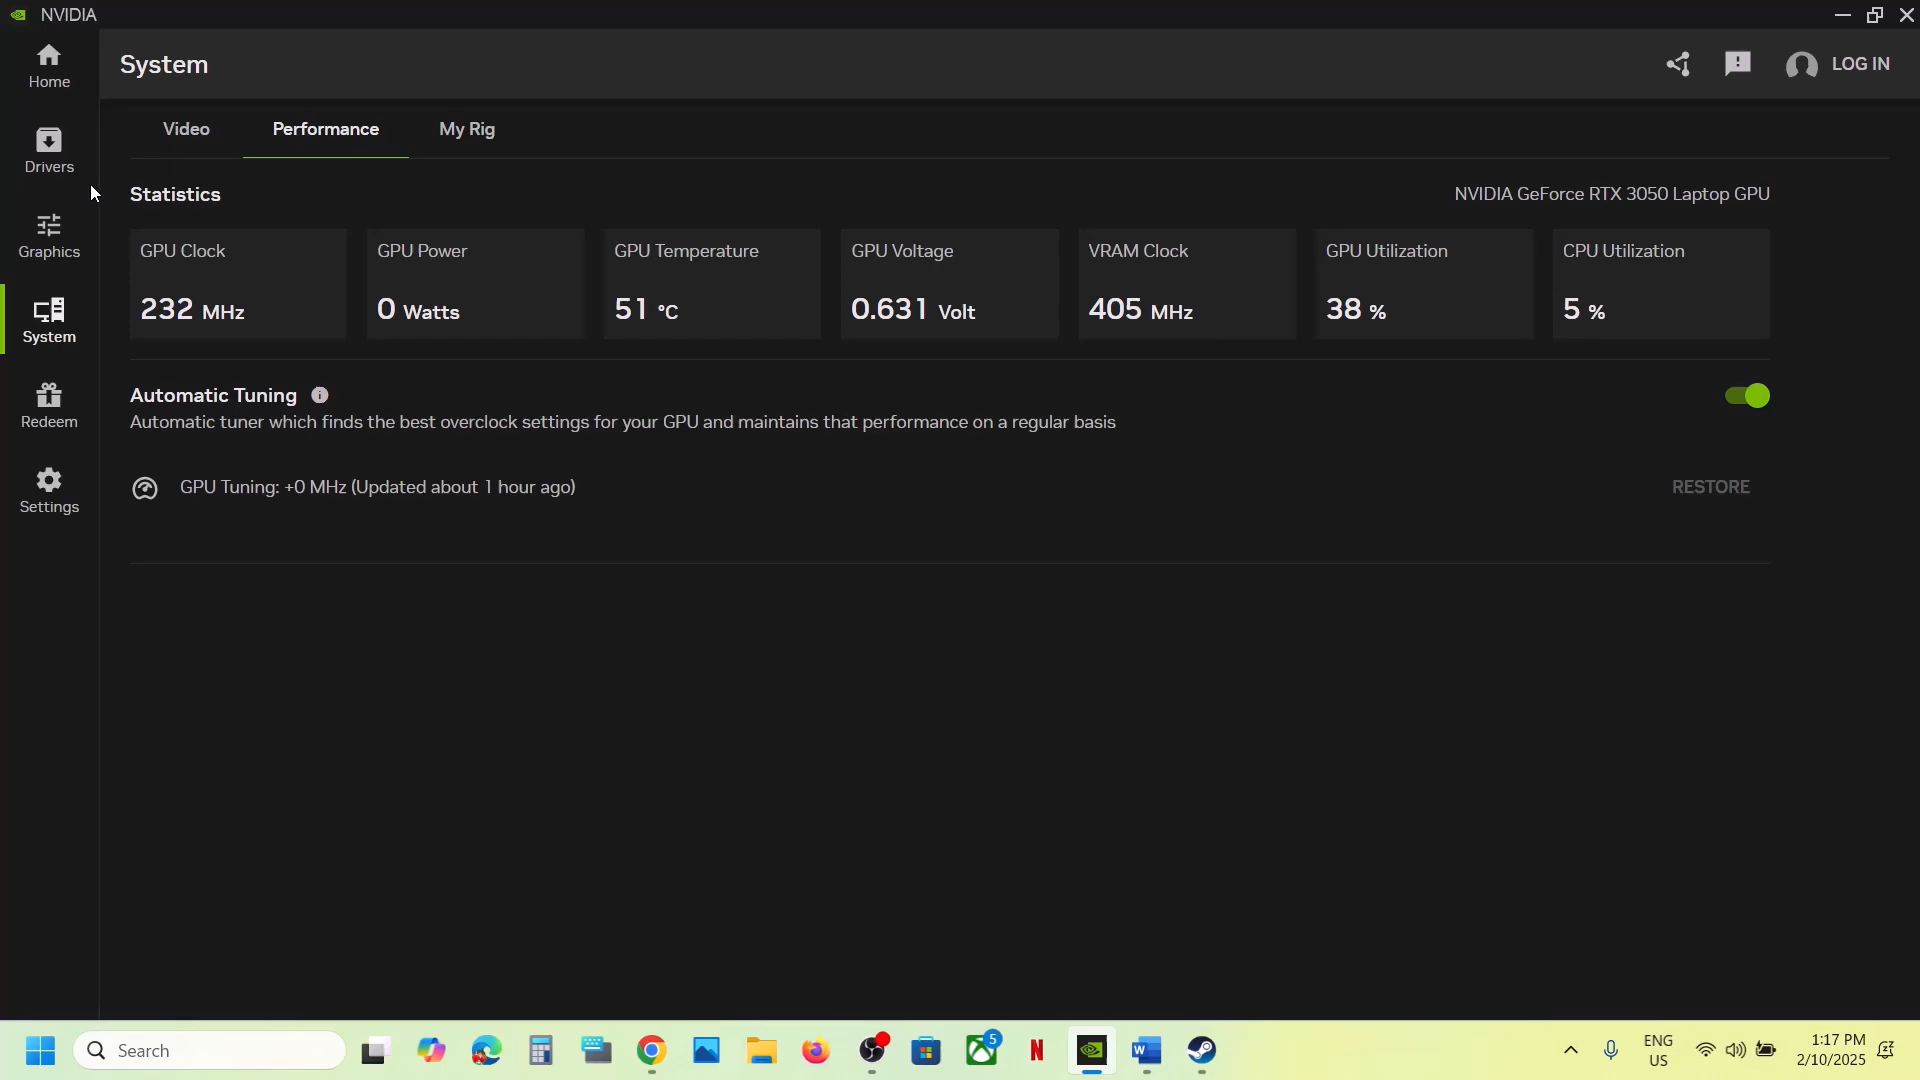 NVIDIA
Home
Drivers
Graphics
System
Redeem
Settings
System
LOG IN
Video
Performance
My Rig
Statistics
NVIDIA GeForce RTX 3050 Laptop GPU
GPU Clock
232 MHz
GPU Power
0 Watts
GPU Temperature
51 °C
GPU Voltage
0.631 Volt
VRAM Clock
405 MHz
GPU Utilization
38 %
CPU Utilization
5 %
Automatic Tuning
Automatic tuner which finds the best overclock settings for your GPU and maintains that performance on a regular basis
GPU Tuning: +0 MHz (Updated about 1 hour ago)
RESTORE
Search
5
ENG
US
1:17 PM
2/10/2025